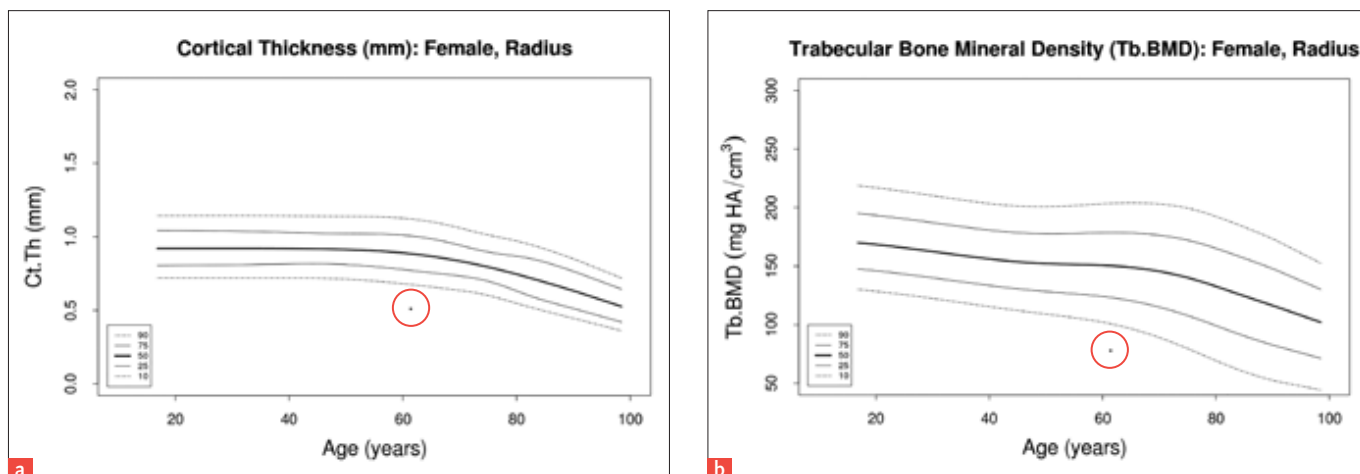 Cortical Thickness (mm): Female, Radius
Ct.Th (mm)
2.0
1.5
1.0
0.5
0.0
90
75
50
25
10
20 40 60 80 100
Age (years)
a
Trabecular Bone Mineral Density (Tb.BMD): Female, Radius
Tb.BMD (mg HA/cm³)
300
250
200
150
100
50
90
75
50
25
10
20 40 60 80 100
Age (years)
b